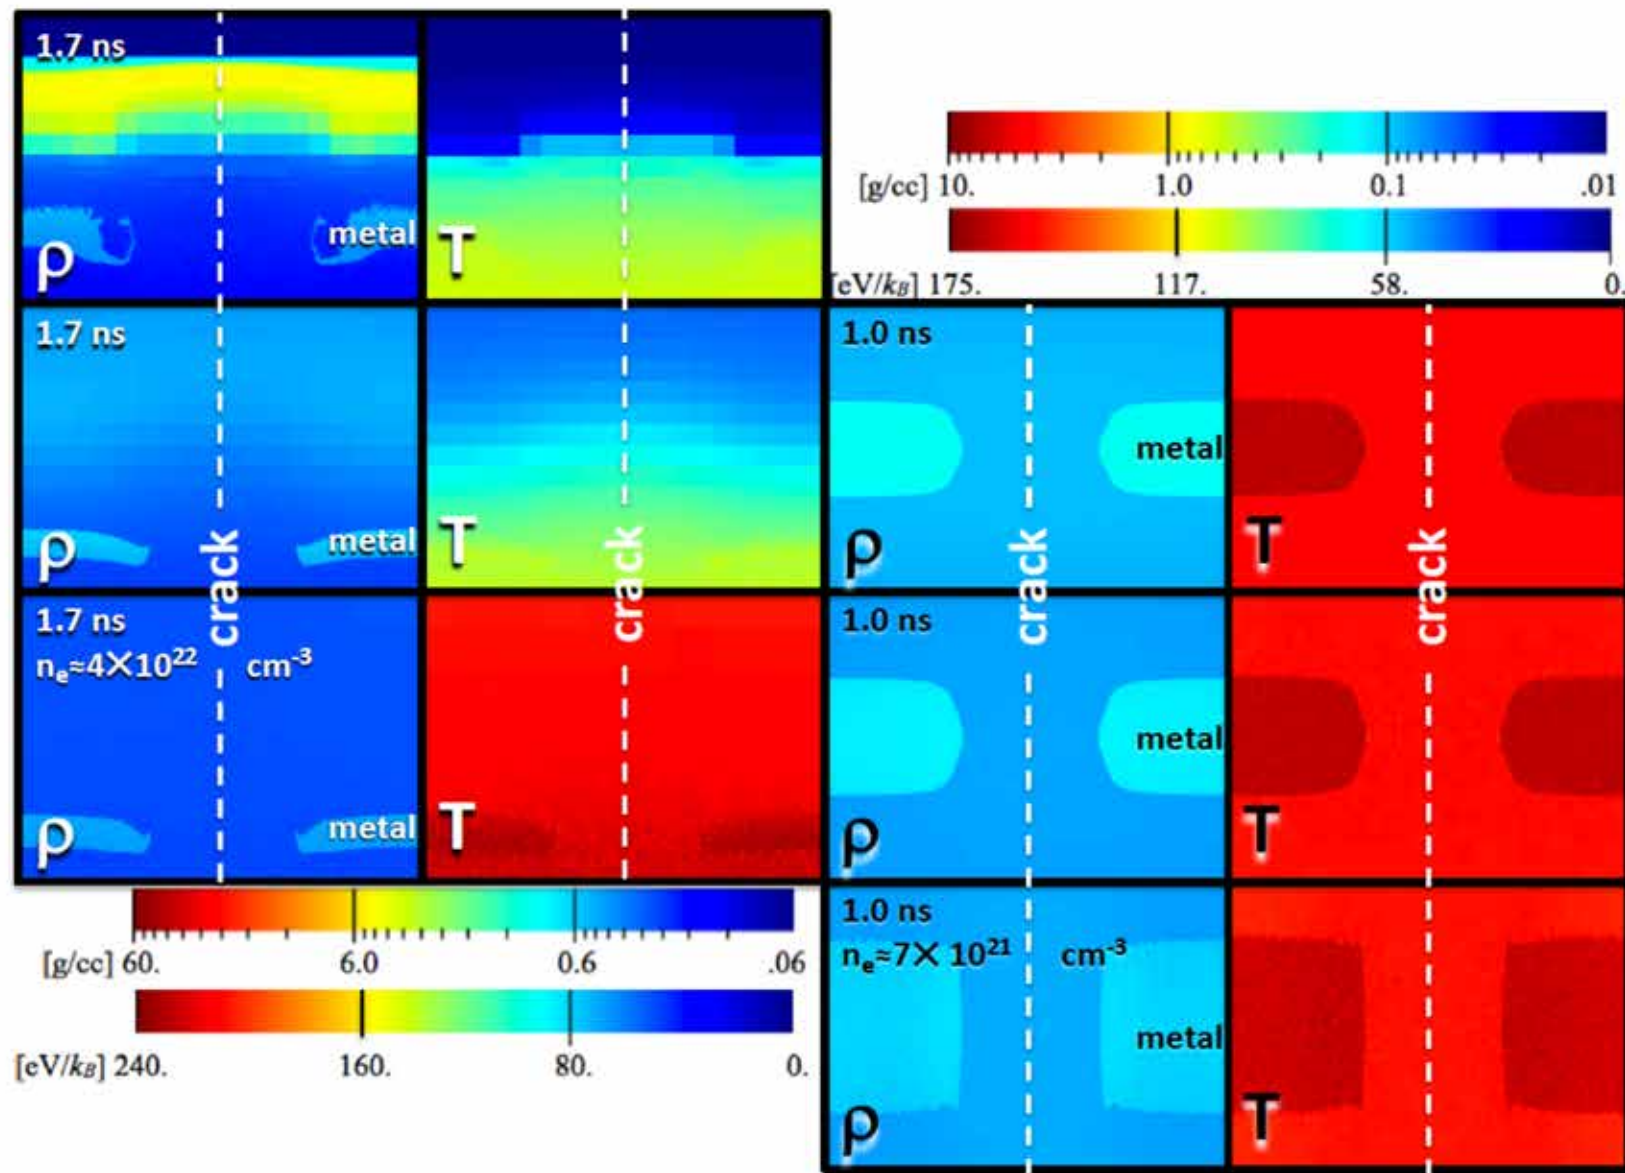 1.7 ns
ρ
metal
T
[g/cc] 10. 1.0 0.1 .01
[eV/kB] 175. 117. 58. 0.
1.7 ns
ρ
metal
T
1.0 ns
ρ
metal
T
crack
crack
crack
crack
1.7 ns
nₑ≈4×10²² cm⁻³
ρ
metal
T
1.0 ns
ρ
metal
T
[g/cc] 60. 6.0 0.6 .06
[eV/kB] 240. 160. 80. 0.
1.0 ns
nₑ≈7× 10²¹ cm⁻³
ρ
metal
T